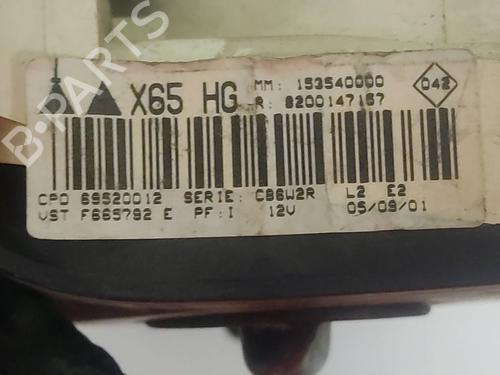 X65 HG MM: 153540000
R: 8200147157
042
CPO 69520012 SERIE: CB6W2R L2 E2
VST F665792 E PF: I 12V 05/09/01
B-PARTS